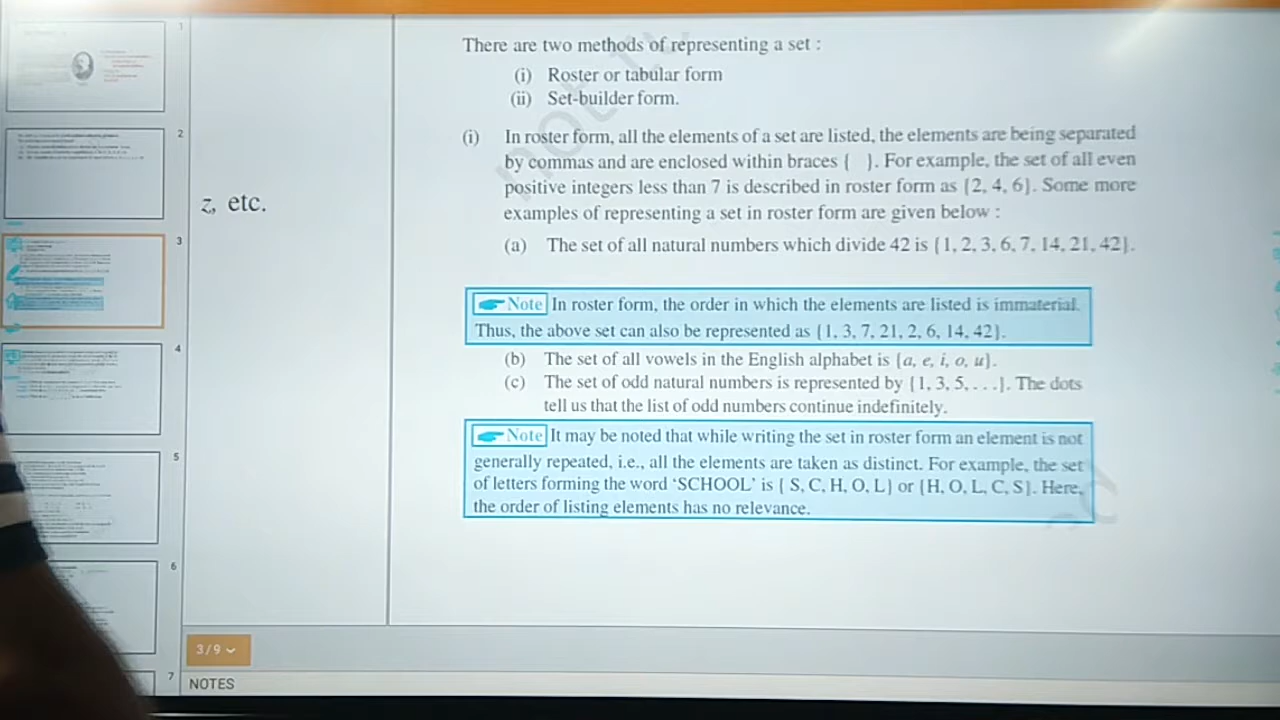 1
2
3
4
5
6
7
z, etc.
There are two methods of representing a set :
(i) Roster or tabular form
(ii) Set-builder form.
(i) In roster form, all the elements of a set are listed, the elements are being separated
by commas and are enclosed within braces { }. For example, the set of all even
positive integers less than 7 is described in roster form as {2, 4, 6}. Some more
examples of representing a set in roster form are given below :
(a) The set of all natural numbers which divide 42 is {1, 2, 3, 6, 7, 14, 21, 42}.
Note In roster form, the order in which the elements are listed is immaterial.
Thus, the above set can also be represented as {1, 3, 7, 21, 2, 6, 14, 42}.
(b) The set of all vowels in the English alphabet is {a, e, i, o, u}.
(c) The set of odd natural numbers is represented by {1, 3, 5, . . .}. The dots
tell us that the list of odd numbers continue indefinitely.
Note It may be noted that while writing the set in roster form an element is not
generally repeated, i.e., all the elements are taken as distinct. For example, the set
of letters forming the word ‘SCHOOL’ is { S, C, H, O, L} or {H, O, L, C, S}. Here,
the order of listing elements has no relevance.
3/9
NOTES